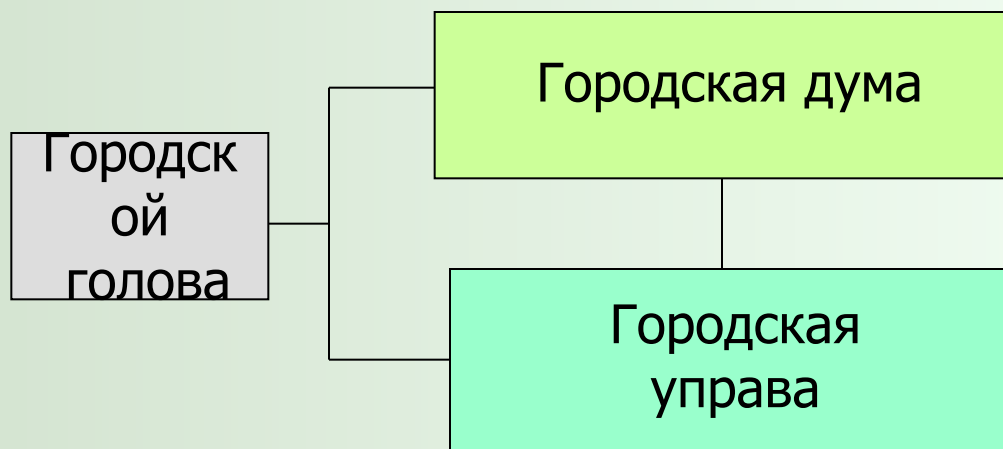 Городская дума
Городск
ой
голова
Городская
управа